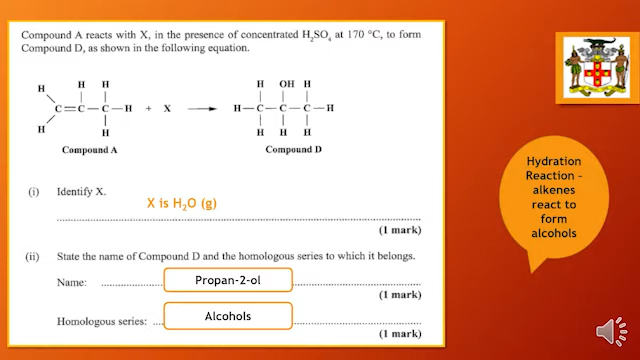 Compound A reacts with X, in the presence of concentrated H₂SO₄ at 170 °C, to form
Compound D, as shown in the following equation.
H H H H OH H
C = C – C – H + X → H – C – C – C – H
H H H H H
Compound A Compound D
(i) Identify X.
X is H₂O (g)
(1 mark)
(ii) State the name of Compound D and the homologous series to which it belongs.
Name: Propan-2-ol
(1 mark)
Homologous series: Alcohols
(1 mark)
Hydration
Reaction –
alkenes
react to
form
alcohols